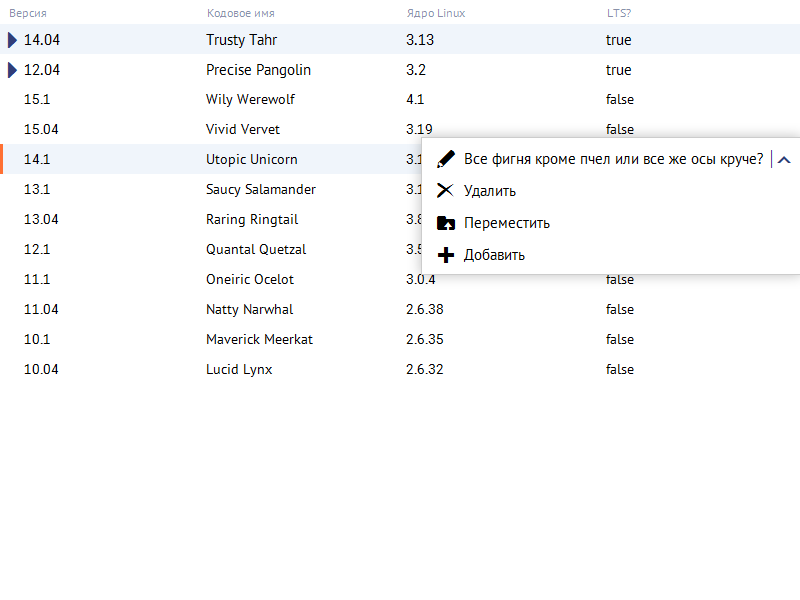 Версия Кодовое имя Ядро Linux LTS?
14.04 Trusty Tahr 3.13 true
12.04 Precise Pangolin 3.2 true
15.1 Wily Werewolf 4.1 false
15.04 Vivid Vervet 3.19 false
14.1 Utopic Unicorn 3.1
Все фигня кроме пчел или все же осы круче?
13.1 Saucy Salamander 3.1
Удалить
13.04 Raring Ringtail 3.8
Переместить
12.1 Quantal Quetzal 3.5
Добавить
11.1 Oneiric Ocelot 3.0.4 false
11.04 Natty Narwhal 2.6.38 false
10.1 Maverick Meerkat 2.6.35 false
10.04 Lucid Lynx 2.6.32 false